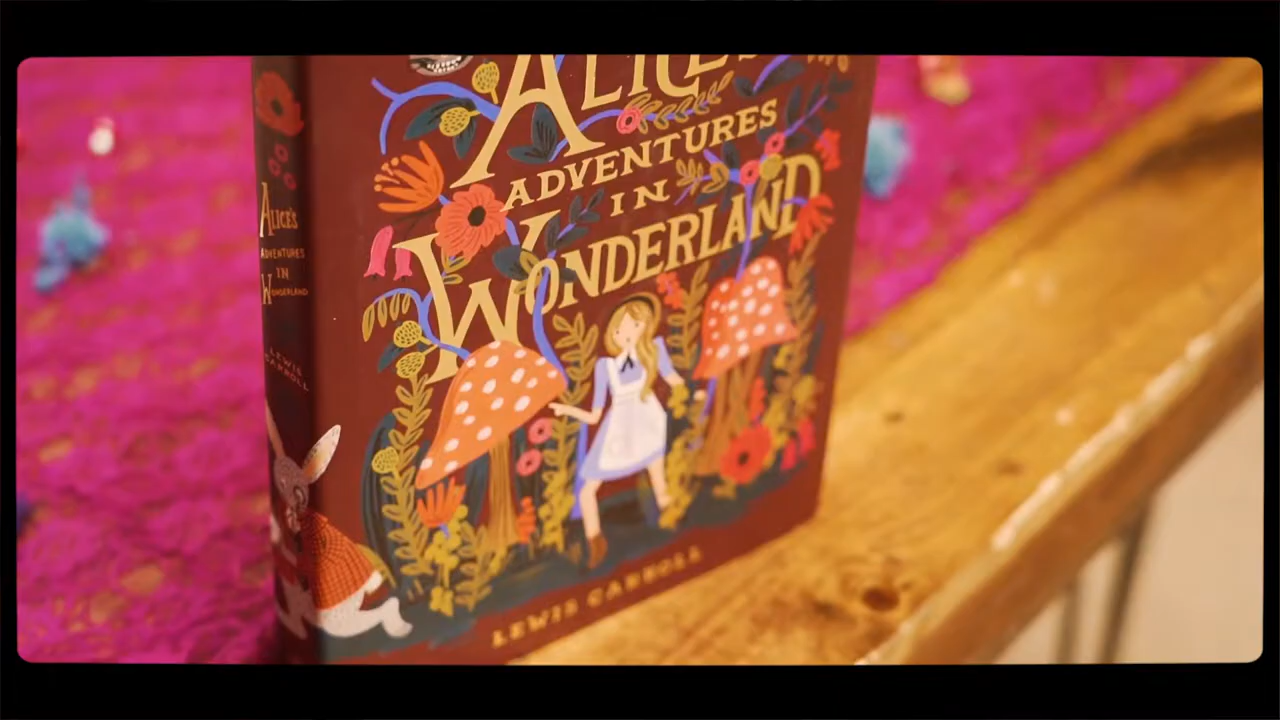 ALICE'S
ADVENTURES
IN
WONDERLAND
LEWIS CARROLL
ALICE'S
ADVENTURES
IN
WONDERLAND
LEWIS
CARROLL